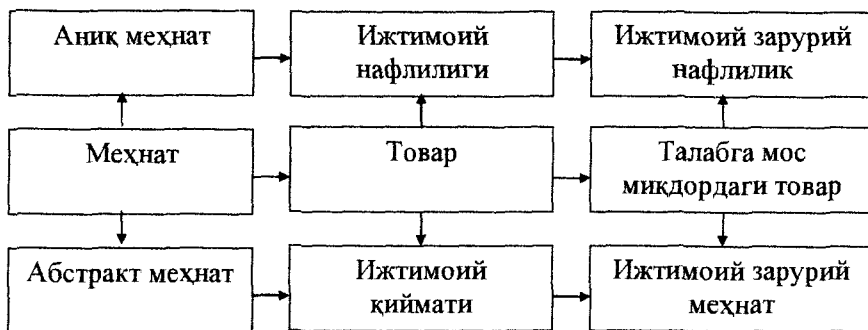 Аниқ меҳнат
Ижтимоий
нафлилиги
Ижтимоий зарурий
нафлилик
Меҳнат
Товар
Талабга мос
миқдордаги товар
Абстракт меҳнат
Ижтимоий
қиймати
Ижтимоий зарурий
меҳнат